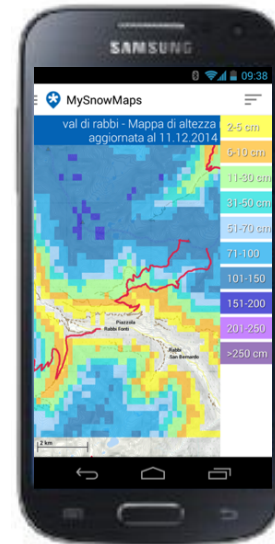 SAMSUNG
09:38
MySnowMaps
val di rabbi - Mappa di altezza
aggiornata al 11.12.2014
2-5 cm
6-10 cm
11-30 cm
31-50 cm
51-70 cm
71-100
101-150
151-200
201-250
>250 cm
Piazzola
Rabbi Fonti
Rabbi
San Bernardo
2 km